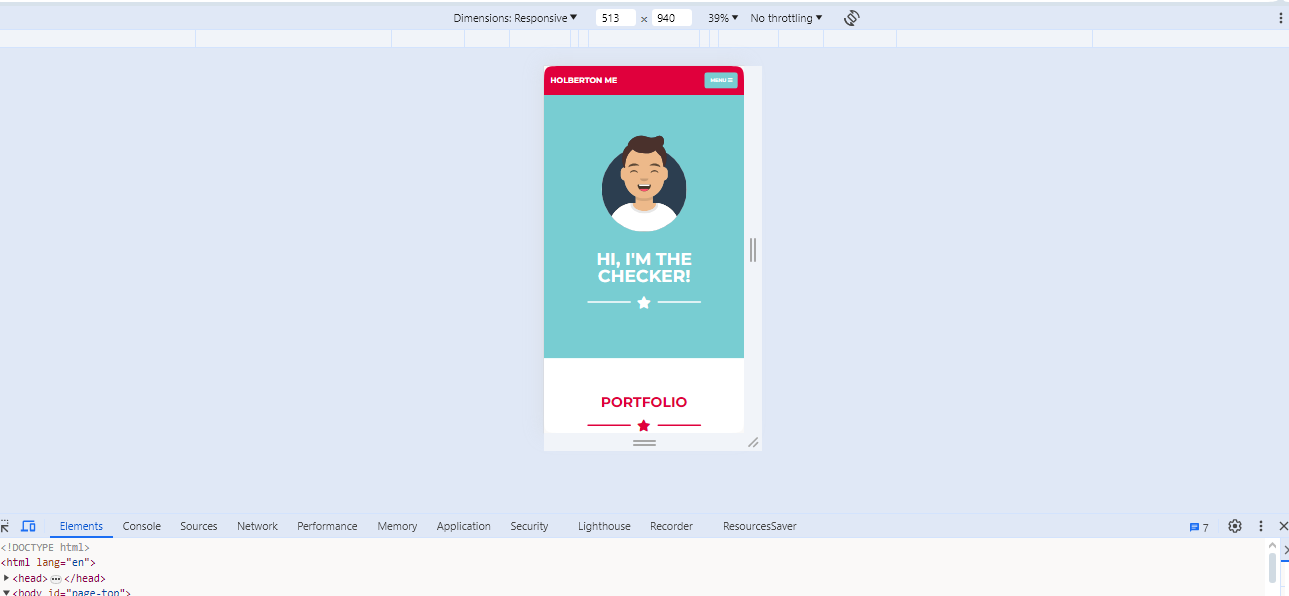 Dimensions: Responsive 513 × 940 39% No throttling
HOLBERTON ME MENU
HI, I'M THE
CHECKER!
PORTFOLIO
Elements Console Sources Network Performance Memory Application Security Lighthouse Recorder ResourcesSaver 7
<!DOCTYPE html>
<html lang="en">
<head> ••• </head>
<body id="page-top">